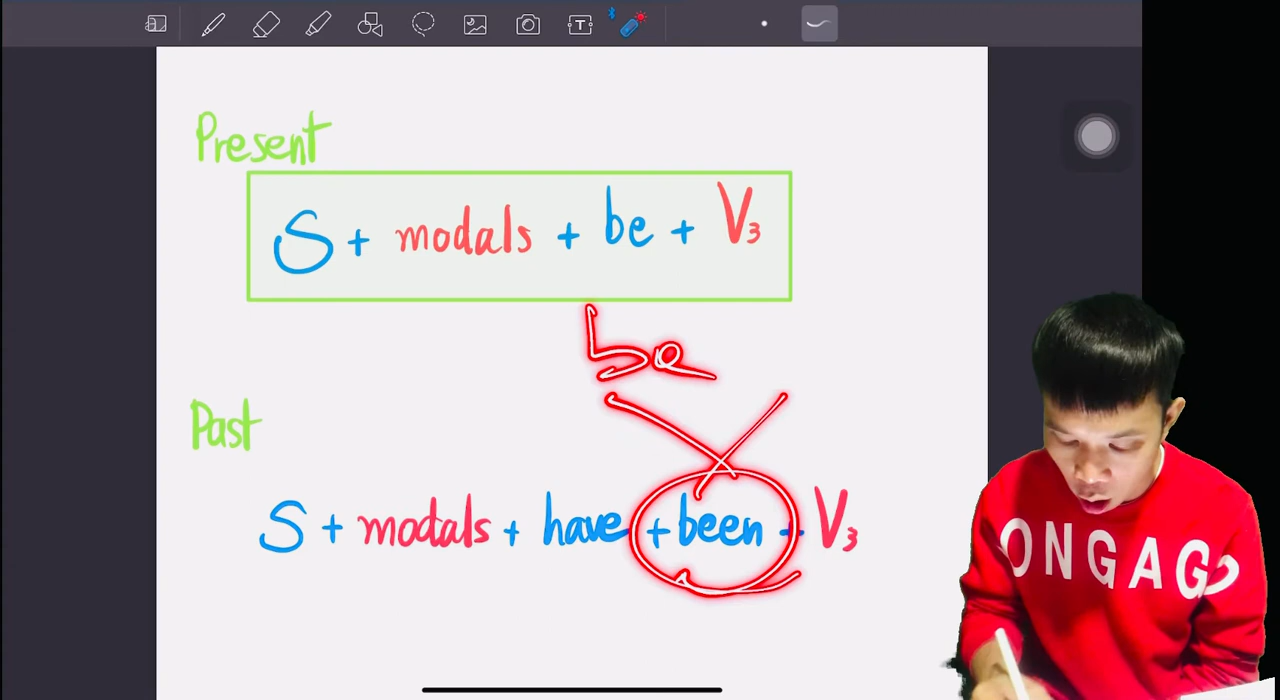 Present
S + modals + be + V3
be
Past
S + modals + have + been + V3
ONGAG